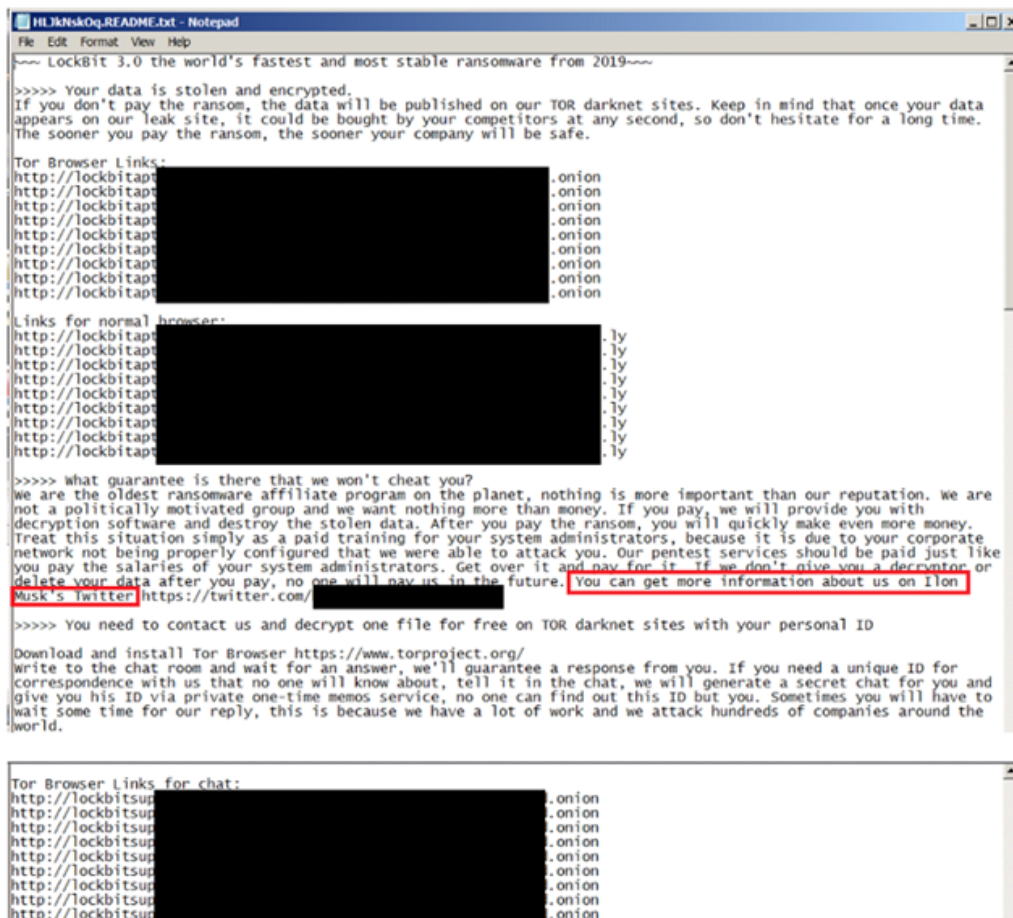 HLJkNskOq.README.txt - Notepad
File Edit Format View Help
~~~ LockBit 3.0 the world's fastest and most stable ransomware from 2019~~~
>>>>> Your data is stolen and encrypted.
If you don't pay the ransom, the data will be published on our TOR darknet sites. Keep in mind that once your data
appears on our leak site, it could be bought by your competitors at any second, so don't hesitate for a long time.
The sooner you pay the ransom, the sooner your company will be safe.
Tor Browser Links:
http://lockbitapt .onion
http://lockbitapt .onion
http://lockbitapt .onion
http://lockbitapt .onion
http://lockbitapt .onion
http://lockbitapt .onion
http://lockbitapt .onion
http://lockbitapt .onion
http://lockbitapt .onion
Links for normal browser:
http://lockbitapt .ly
http://lockbitapt .ly
http://lockbitapt .ly
http://lockbitapt .ly
http://lockbitapt .ly
http://lockbitapt .ly
http://lockbitapt .ly
http://lockbitapt .ly
http://lockbitapt .ly
>>>>> What guarantee is there that we won't cheat you?
We are the oldest ransomware affiliate program on the planet, nothing is more important than our reputation. We are
not a politically motivated group and we want nothing more than money. If you pay, we will provide you with
decryption software and destroy the stolen data. After you pay the ransom, you will quickly make even more money.
Treat this situation simply as a paid training for your system administrators, because it is due to your corporate
network not being properly configured that we were able to attack you. Our pentest services should be paid just like
you pay the salaries of your system administrators. Get over it and pay for it. If we don't give you a decryptor or
delete your data after you pay, no one will pay us in the future. You can get more information about us on Ilon
Musk's Twitter https://twitter.com/
>>>>> You need to contact us and decrypt one file for free on TOR darknet sites with your personal ID
Download and install Tor Browser https://www.torproject.org/
Write to the chat room and wait for an answer, we'll guarantee a response from you. If you need a unique ID for
correspondence with us that no one will know about, tell it in the chat, we will generate a secret chat for you and
give you his ID via private one-time memos service, no one can find out this ID but you. Sometimes you will have to
wait some time for our reply, this is because we have a lot of work and we attack hundreds of companies around the
world.
Tor Browser Links for chat:
http://lockbitsup .onion
http://lockbitsup .onion
http://lockbitsup .onion
http://lockbitsup .onion
http://lockbitsup .onion
http://lockbitsup .onion
http://lockbitsup .onion
http://lockbitsup .onion
http://lockbitsup .onion